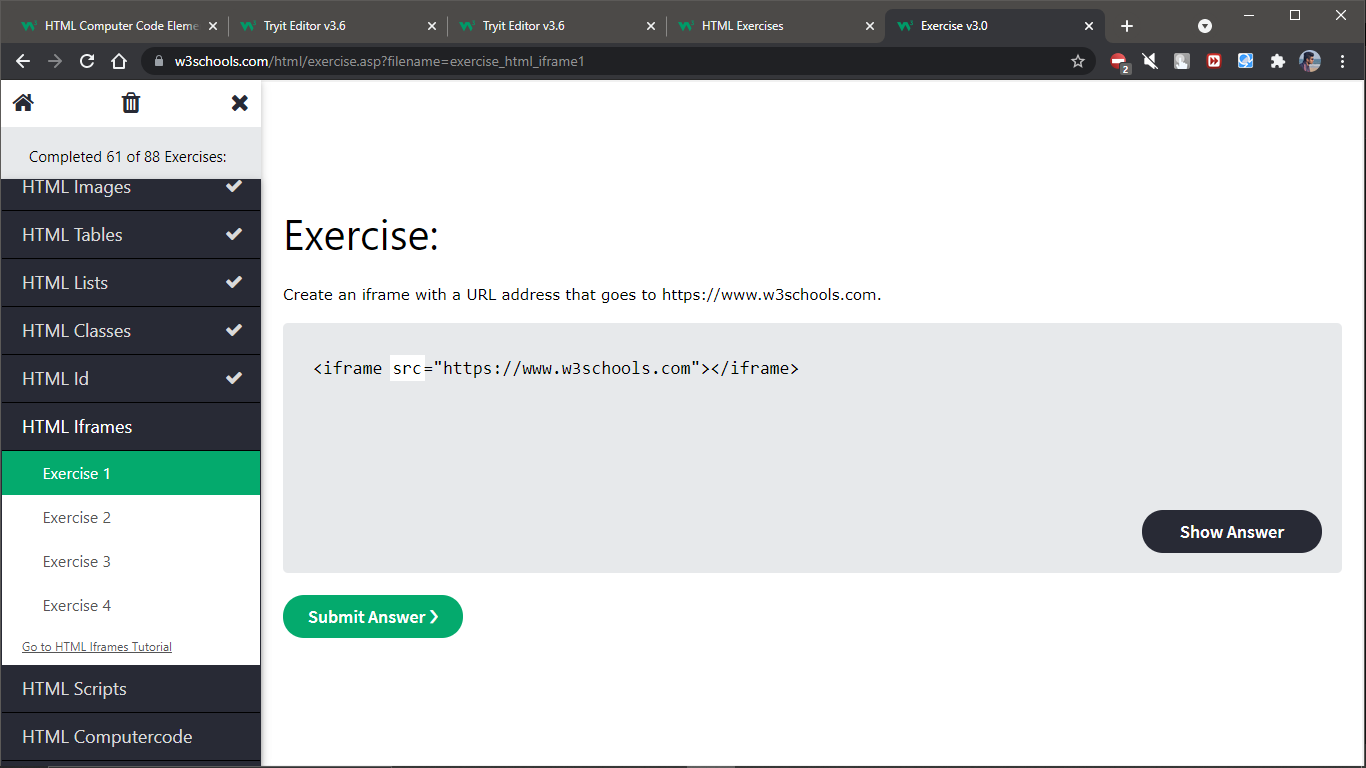 HTML Computer Code Eleme
Tryit Editor v3.6
Tryit Editor v3.6
HTML Exercises
Exercise v3.0
w3schools.com/html/exercise.asp?filename=exercise_html_iframe1
2
Completed 61 of 88 Exercises:
HTML Images
HTML Tables
HTML Lists
HTML Classes
HTML Id
HTML Iframes
Exercise 1
Exercise 2
Exercise 3
Exercise 4
Go to HTML Iframes Tutorial
HTML Scripts
HTML Computercode
Exercise:
Create an iframe with a URL address that goes to https://www.w3schools.com.
<iframe src="https://www.w3schools.com"></iframe>
Show Answer
Submit Answer ❯